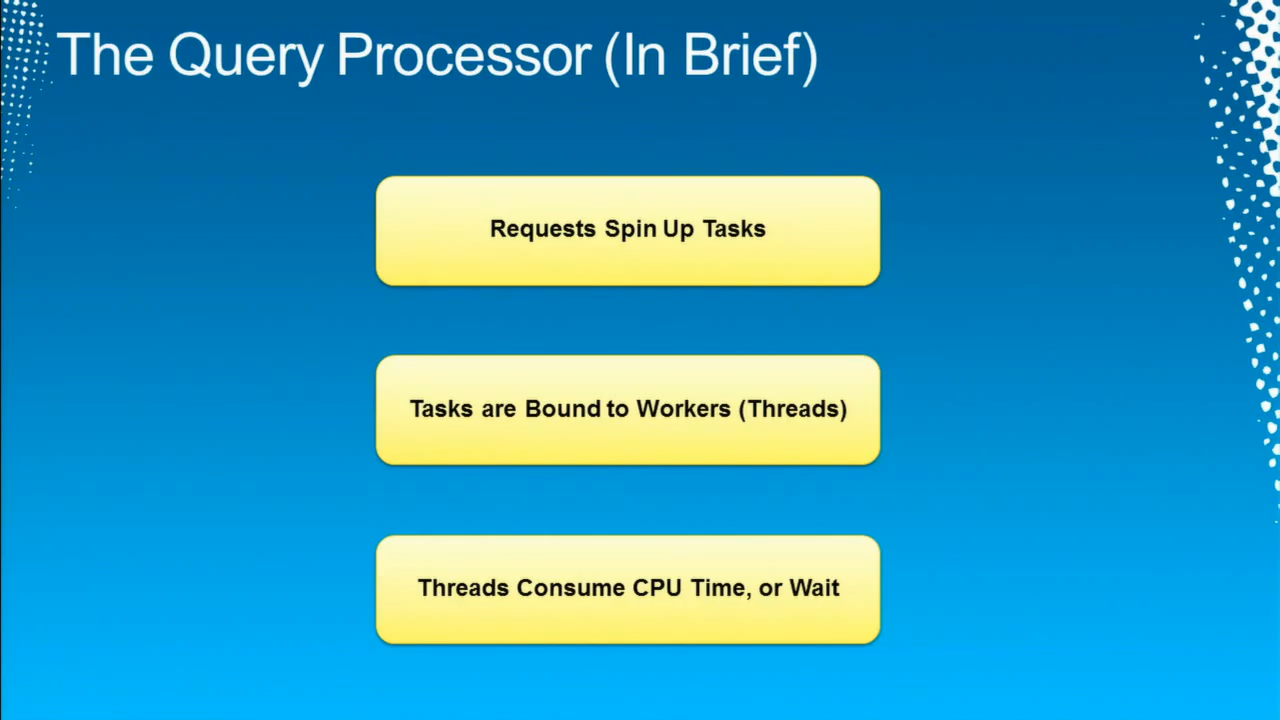 The Query Processor (In Brief)
Requests Spin Up Tasks
Tasks are Bound to Workers (Threads)
Threads Consume CPU Time, or Wait